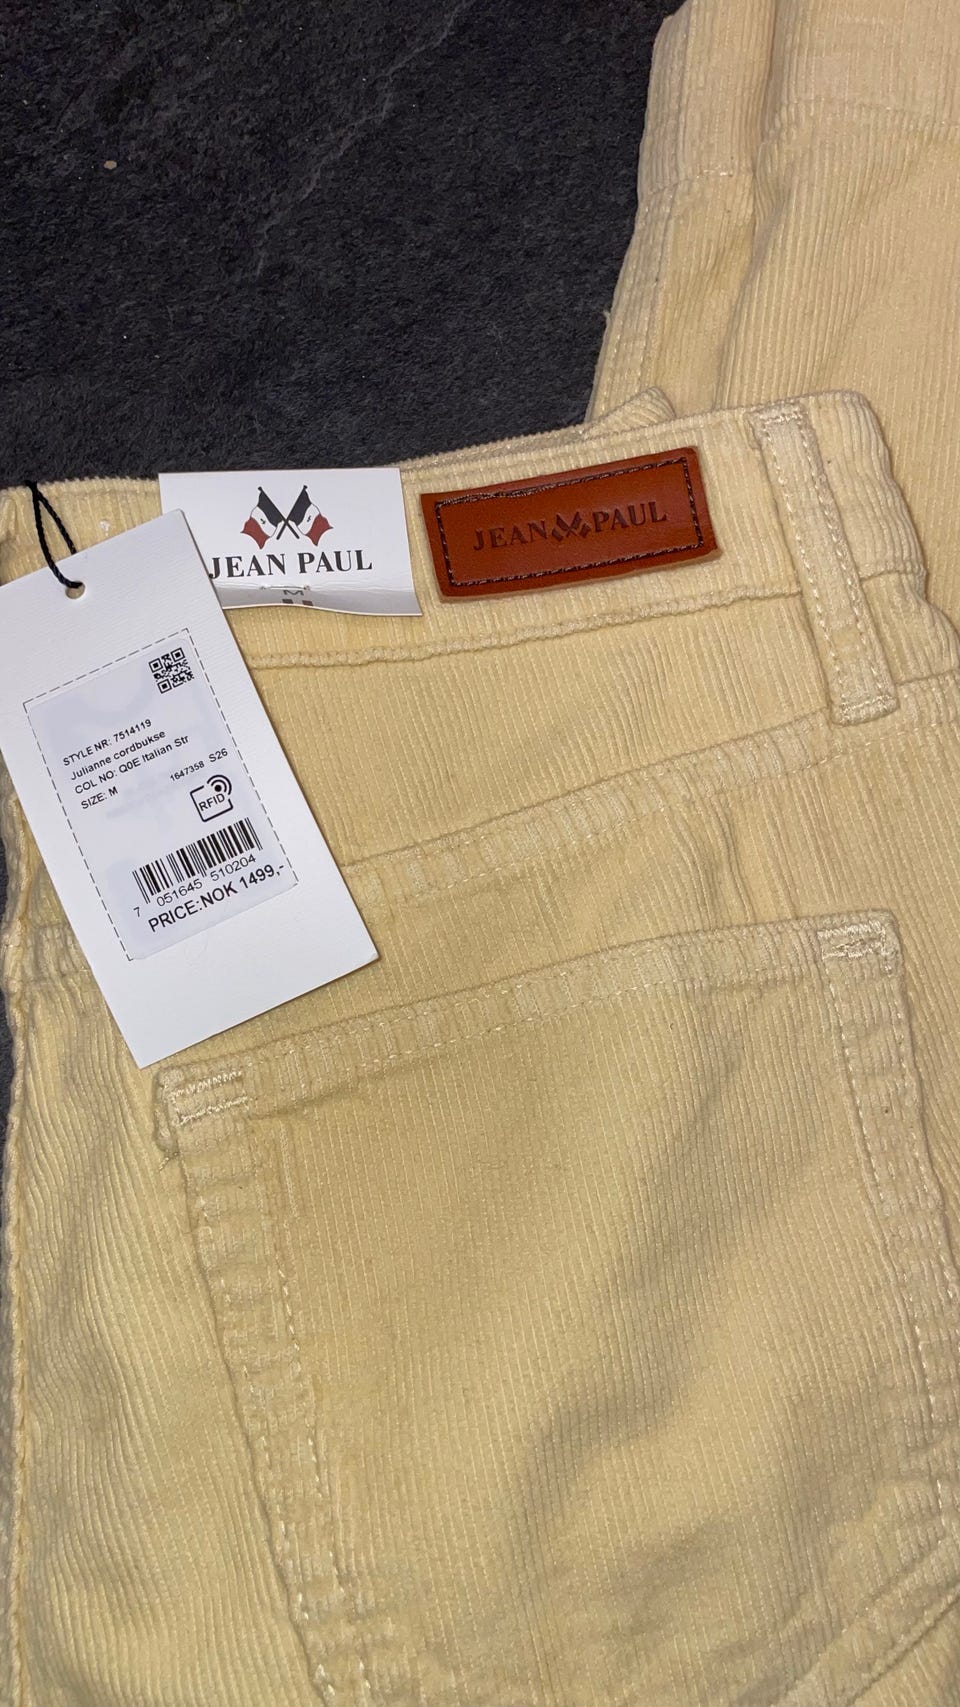 JEAN PAUL
M
JEAN PAUL
STYLE NR: 7514119
Julianne cordbukse
COL NO: Q0E Italian Str
SIZE: M
1647358 S26
RFID
7 051645 510204
PRICE:NOK 1499,-